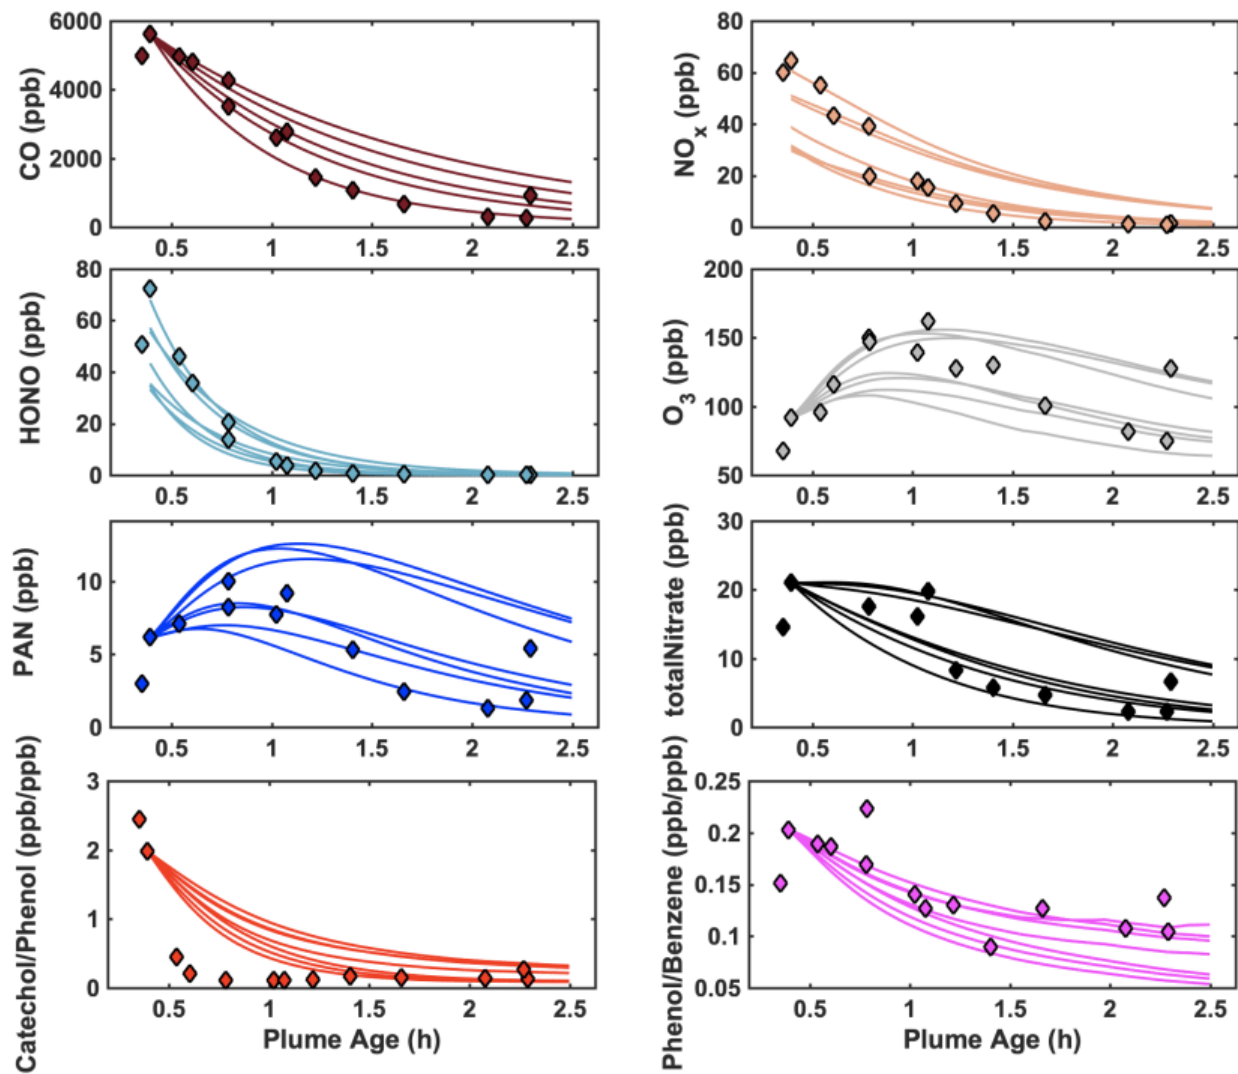 CO (ppb)
6000
4000
2000
0
0.5 1 1.5 2 2.5
NOx (ppb)
80
60
40
20
0
0.5 1 1.5 2 2.5
HONO (ppb)
80
60
40
20
0
0.5 1 1.5 2 2.5
O3 (ppb)
200
150
100
50
0.5 1 1.5 2 2.5
PAN (ppb)
10
5
0
0.5 1 1.5 2 2.5
totalNitrate (ppb)
30
20
10
0
0.5 1 1.5 2 2.5
Catechol/Phenol (ppb/ppb)
3
2
1
0
0.5 1 1.5 2 2.5
Plume Age (h)
Phenol/Benzene (ppb/ppb)
0.25
0.2
0.15
0.1
0.05
0.5 1 1.5 2 2.5
Plume Age (h)